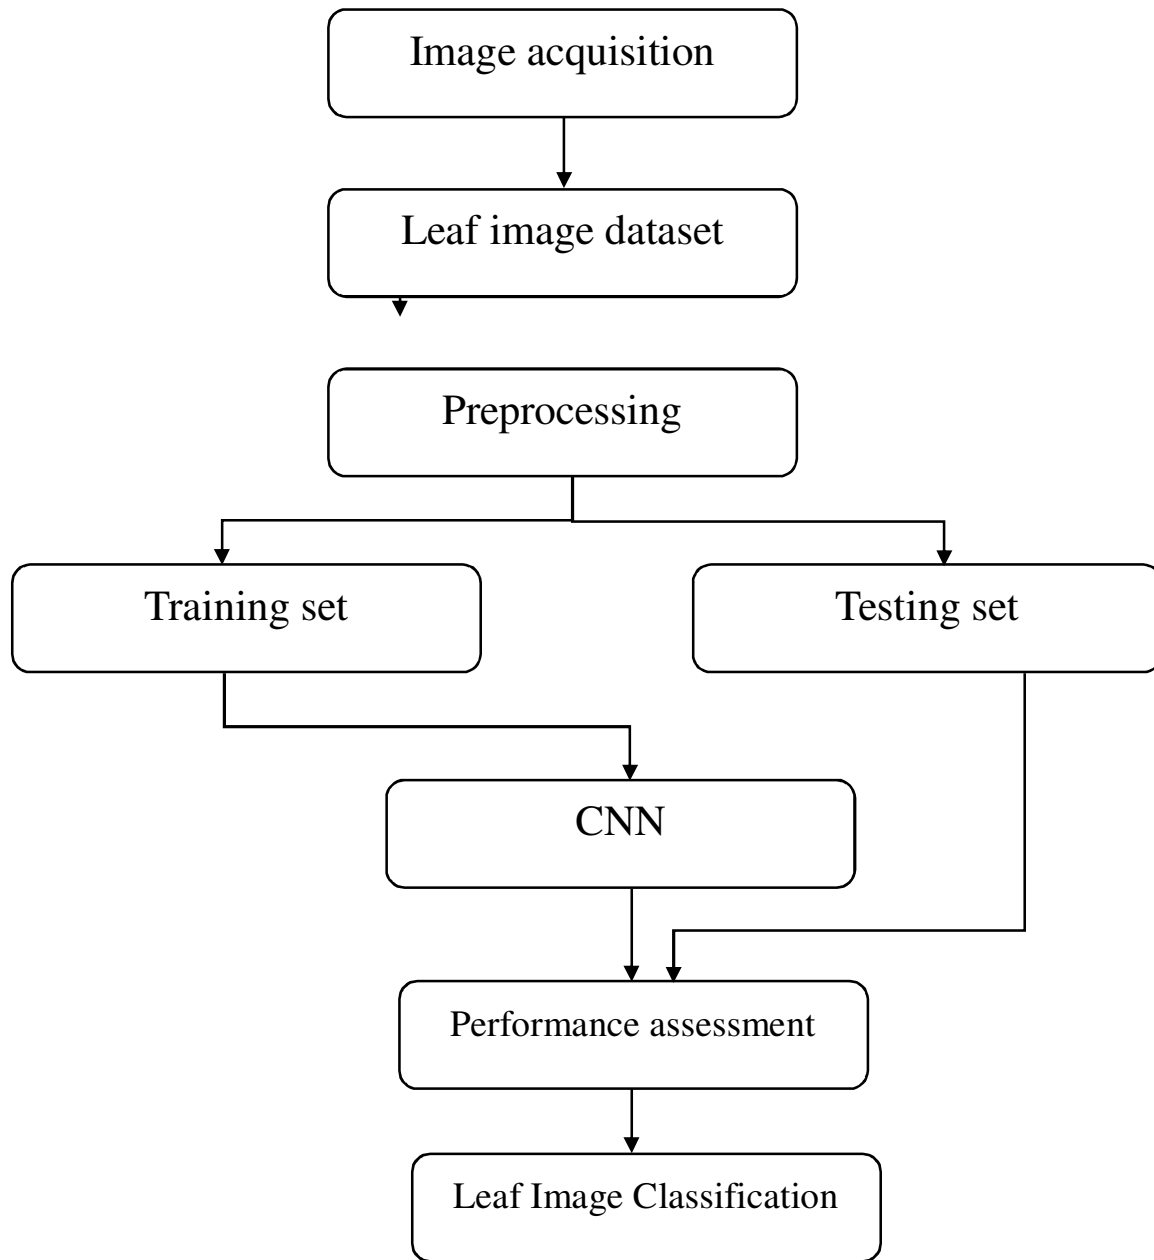 Image acquisition
Leaf image dataset
Preprocessing
Training set
Testing set
CNN
Performance assessment
Leaf Image Classification